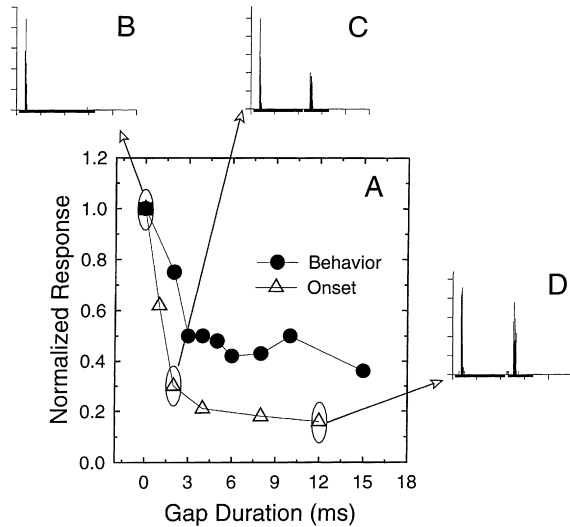 B
C
1.2
1.0
0.8
0.6
0.4
0.2
0.0
Normalized Response
A
Behavior
Onset
D
0 3 6 9 12 15 18
Gap Duration (ms)